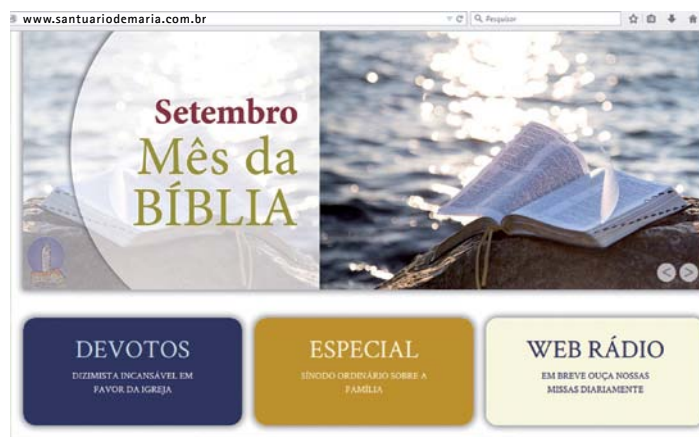 www.santuariodemaria.com.br
Pesquisar
Setembro
Mês da
BÍBLIA
DEVOTOS
DIZIMISTA INCANSÁVEL EM
FAVOR DA IGREJA
ESPECIAL
SÍNODO ORDINÁRIO SOBRE A
FAMÍLIA
WEB RÁDIO
EM BREVE OUÇA NOSSAS
MISSAS DIARIAMENTE